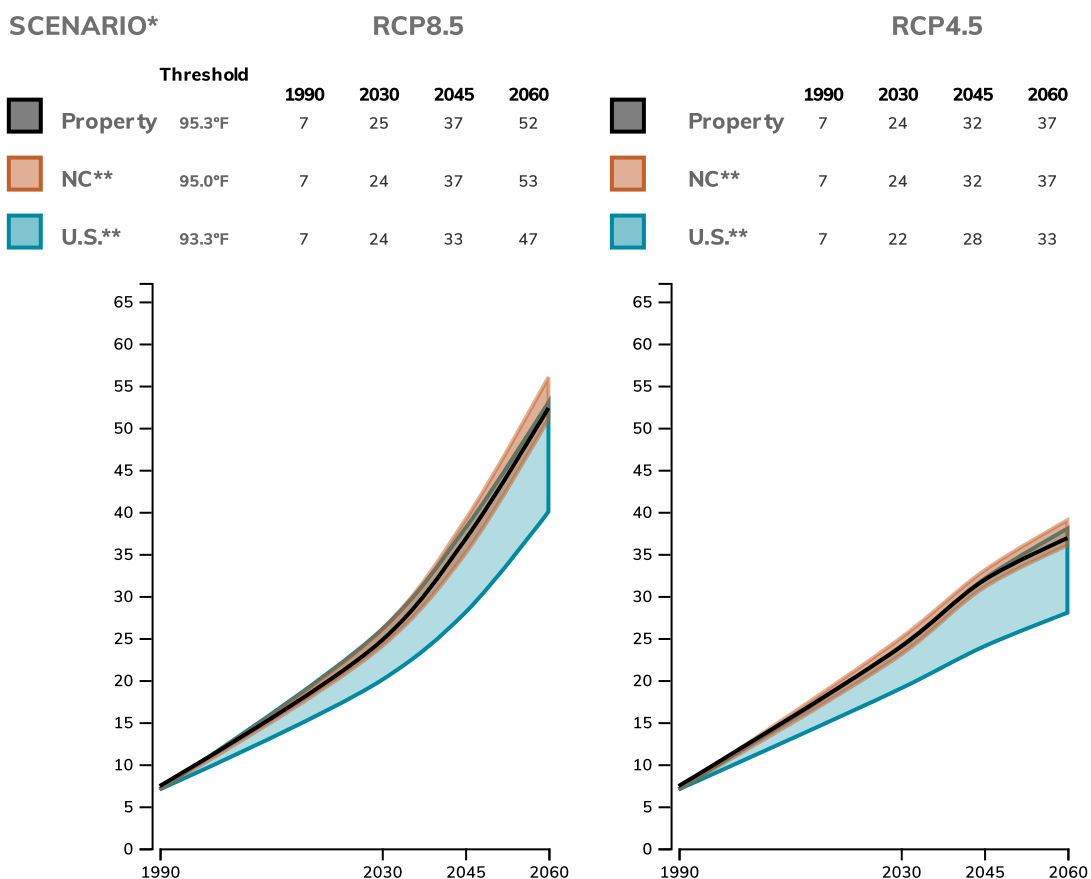 SCENARIO* RCP8.5 RCP4.5
Threshold
1990 2030 2045 2060 1990 2030 2045 2060
Property 95.3°F 7 25 37 52 Property 7 24 32 37
NC** 95.0°F 7 24 37 53 NC** 7 24 32 37
U.S.** 93.3°F 7 24 33 47 U.S.** 7 22 28 33
65 65
60 60
55 55
50 50
45 45
40 40
35 35
30 30
25 25
20 20
15 15
10 10
5 5
0 0
1990 2030 2045 2060 1990 2030 2045 2060